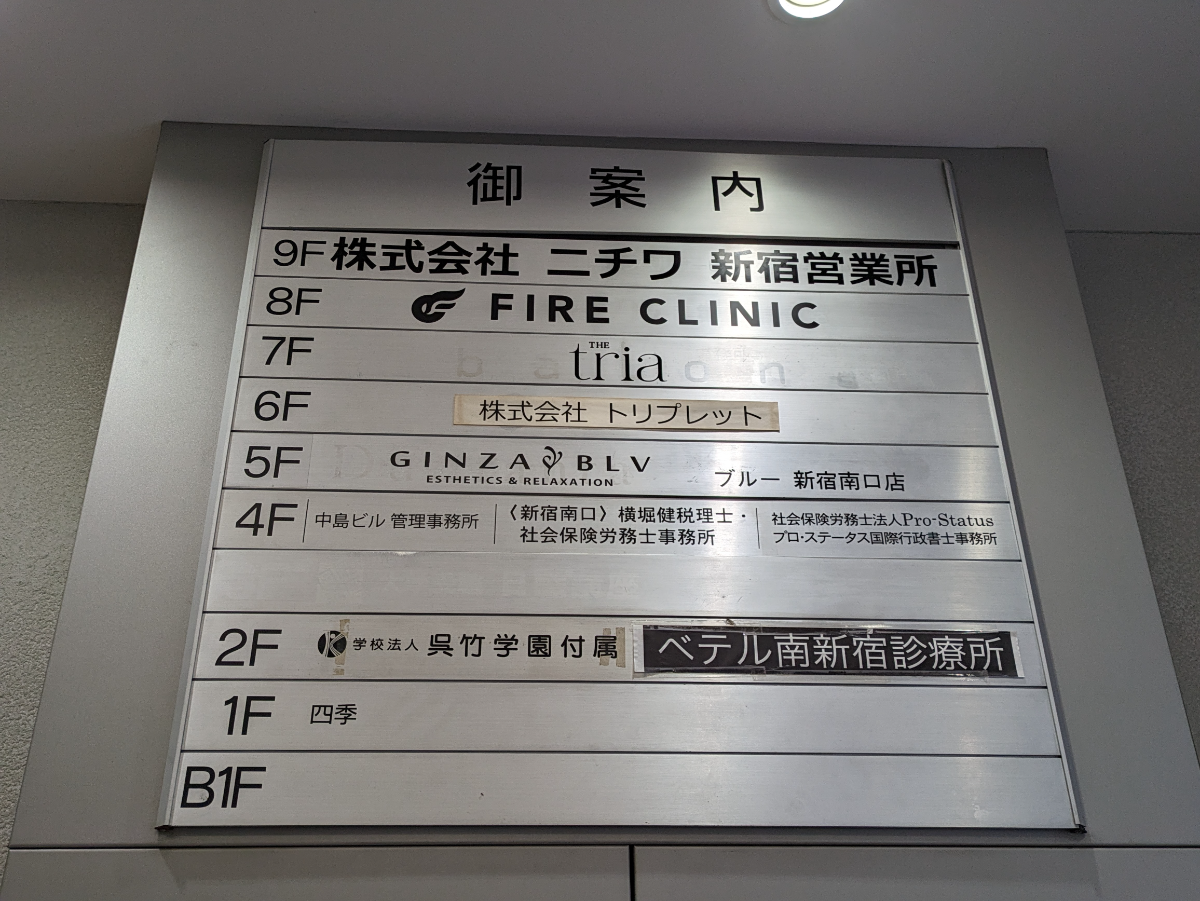 御案内
9F 株式会社 ニチワ 新宿営業所
8F FIRE CLINIC
7F THE tria
6F 株式会社 トリプレット
5F GINZA BLV ESTHETICS & RELAXATION ブルー 新宿南口店
4F 中島ビル 管理事務所
〈新宿南口〉横堀健税理士・
社会保険労務士事務所
社会保険労務士法人Pro-Status
プロ・ステータス国際行政書士事務所
2F 学校法人 呉竹学園付属 ベテル南新宿診療所
1F 四季
B1F